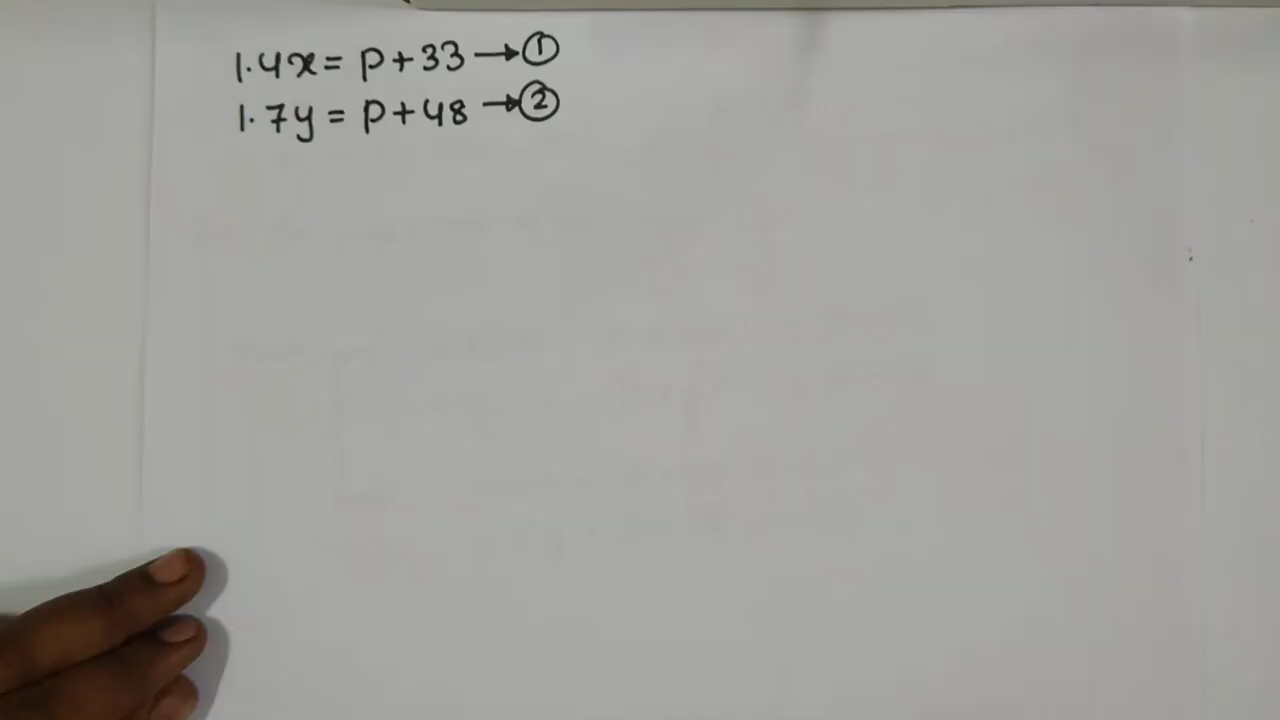 1.4x = p + 33 → ①
1.7y = p + 48 → ②